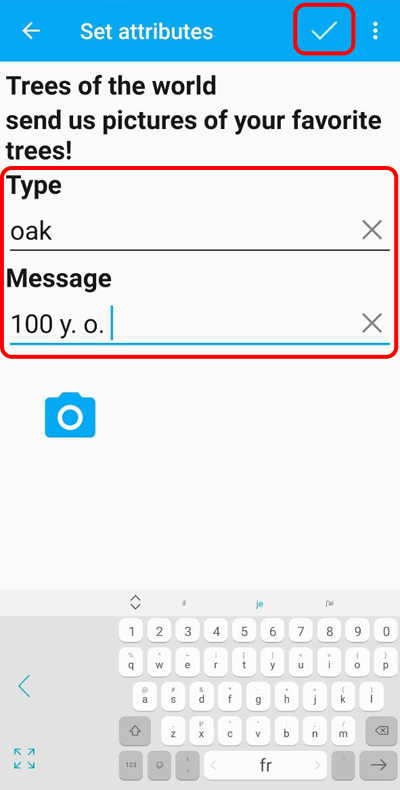 Set attributes
Trees of the world
send us pictures of your favorite
trees!
Type
oak
Message
100 y. o.
il je
1 2 3 4 5 6 7 8 9 0
q w e r t y u i o p
a s d f g h j k l
z x c v b n m
123 fr